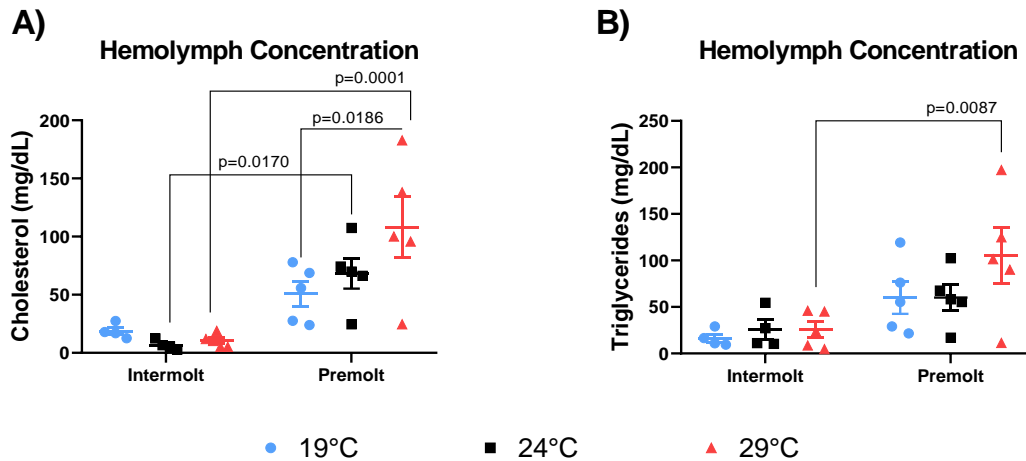 A)
Hemolymph Concentration
p=0.0001
p=0.0186
p=0.0170
Cholesterol (mg/dL)
200
150
100
50
0
Intermolt Premolt
B)
Hemolymph Concentration
p=0.0087
Triglycerides (mg/dL)
250
200
150
100
50
0
Intermolt Premolt
19°C 24°C 29°C